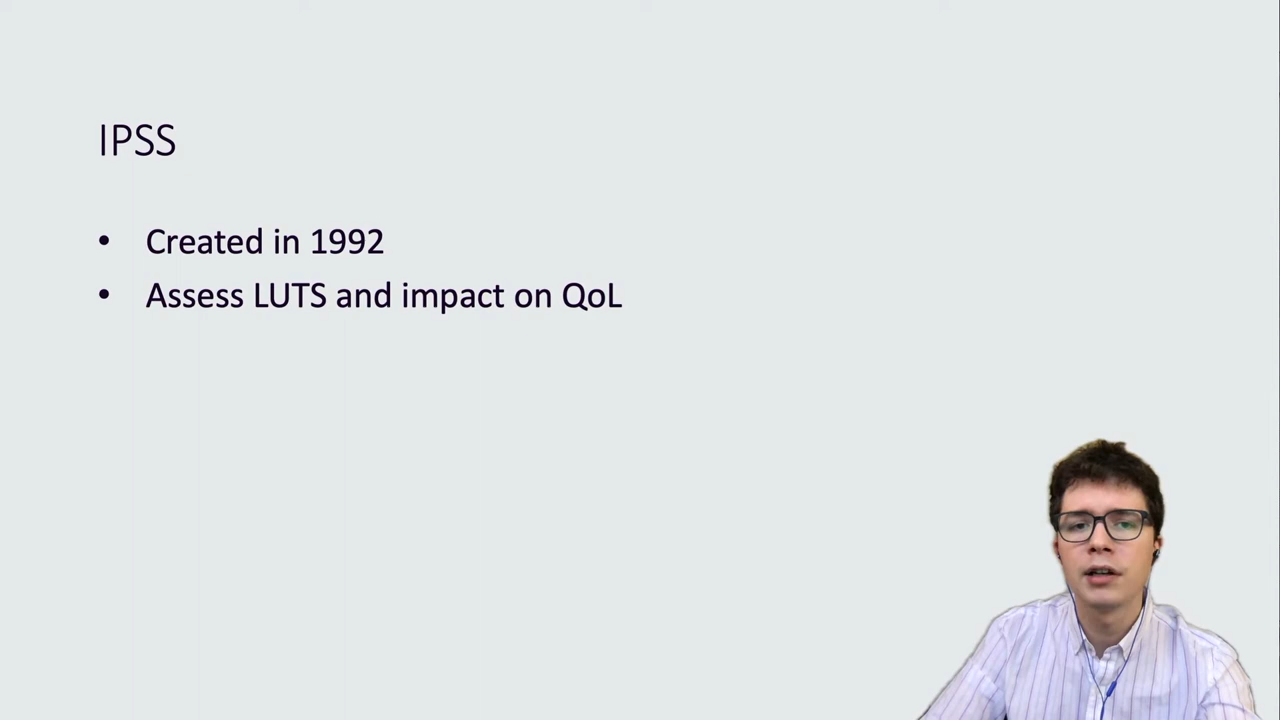 IPSS
• Created in 1992
• Assess LUTS and impact on QoL